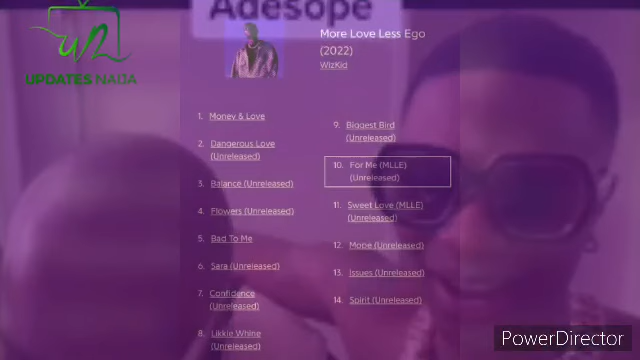 Adesope
W2
UPDATES NAIJA
More Love Less Ego
(2022)
WizKid
1. Money & Love
2. Dangerous Love
(Unreleased)
3. Balance (Unreleased)
4. Flowers (Unreleased)
5. Bad To Me
6. Sara (Unreleased)
7. Confidence
(Unreleased)
8. Likkle Whine
(Unreleased)
9. Biggest Bird
(Unreleased)
10. For Me (MLLE)
(Unreleased)
11. Sweet Love (MLLE)
(Unreleased)
12. Mope (Unreleased)
13. Issues (Unreleased)
14. Spirit (Unreleased)
PowerDirector